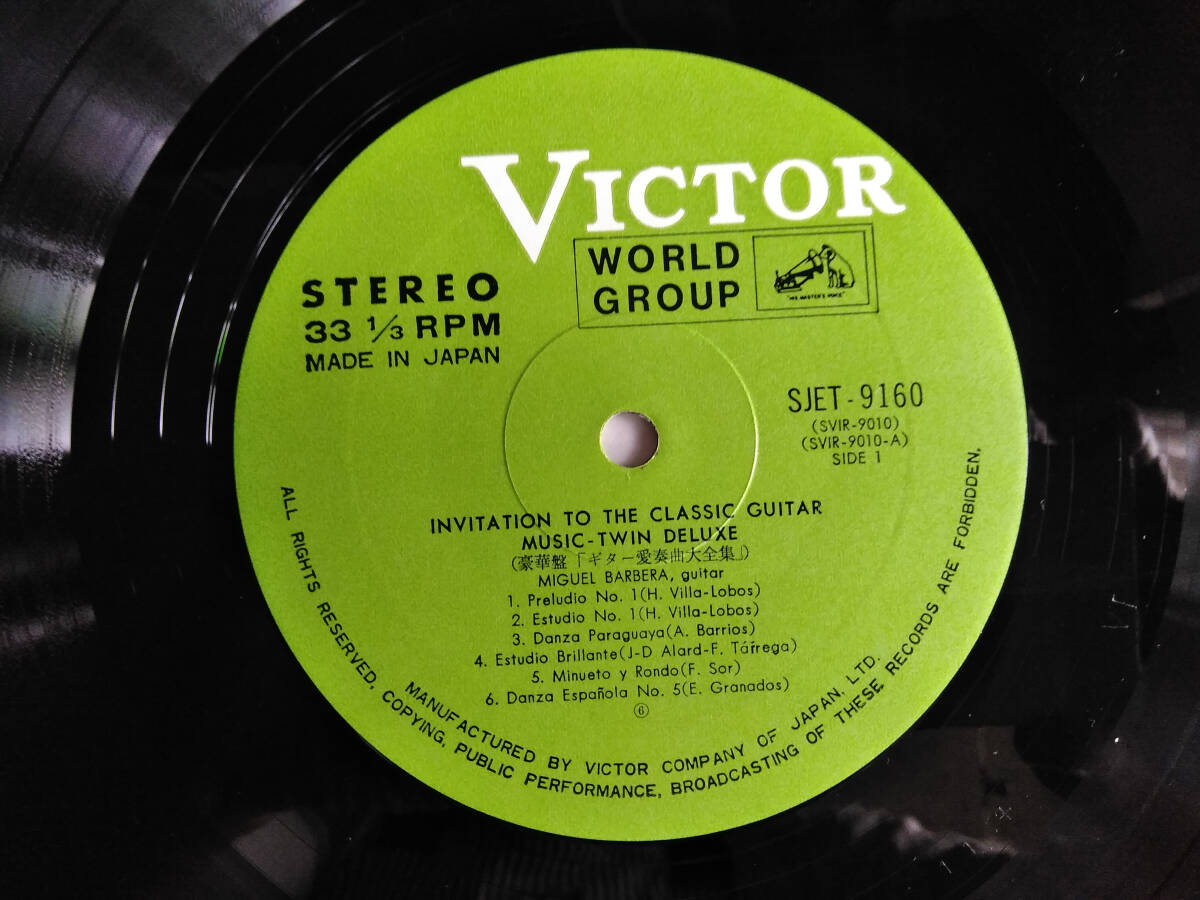 VICTOR
WORLD
GROUP
"HIS MASTER'S VOICE"
STEREO
33 1/3 RPM
MADE IN JAPAN
SJET-9160
(SVIR-9010)
(SVIR-9010-A)
SIDE 1
INVITATION TO THE CLASSIC GUITAR
MUSIC-TWIN DELUXE
(豪華盤「ギター愛奏曲大全集」)
MIGUEL BARBERA, guitar
1. Preludio No. 1(H. Villa-Lobos)
2. Estudio No. 1(H. Villa-Lobos)
3. Danza Paraguaya(A. Barrios)
4. Estudio Brillante(J-D Alard-F. Tárrega)
5. Minueto y Rondo(F. Sor)
6. Danza Española No. 5(E. Granados)
⑥
MANUFACTURED BY VICTOR COMPANY OF JAPAN, LTD.
ALL RIGHTS RESERVED, COPYING, PUBLIC PERFORMANCE, BROADCASTING OF THESE RECORDS ARE FORBIDDEN.